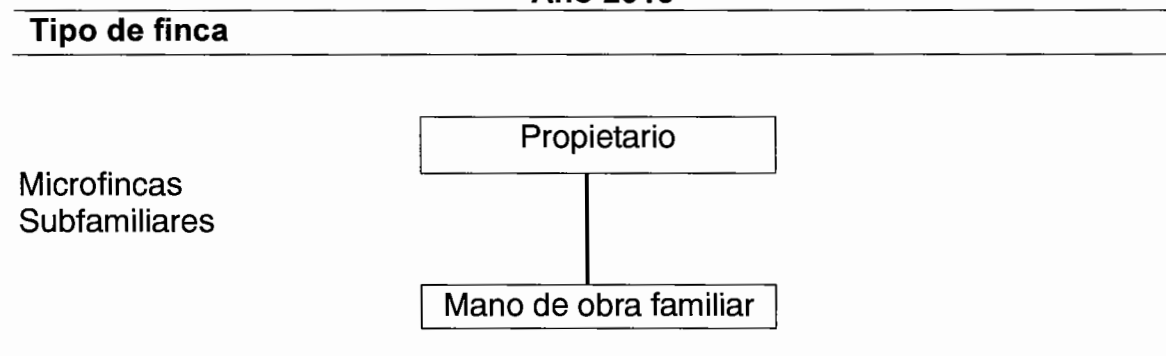 Tipo de finca
Propietario
Microfincas
Subfamiliares
Mano de obra familiar